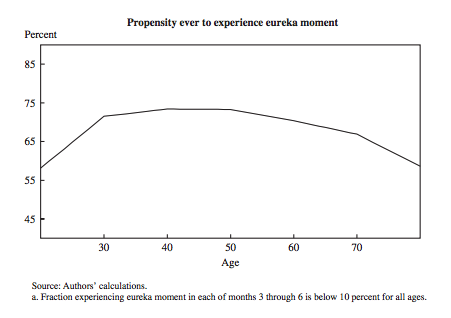 Propensity ever to experience eureka moment
Percent
85
75
65
55
45
30 40 50 60 70
Age
Source: Authors' calculations.
a. Fraction experiencing eureka moment in each of months 3 through 6 is below 10 percent for all ages.